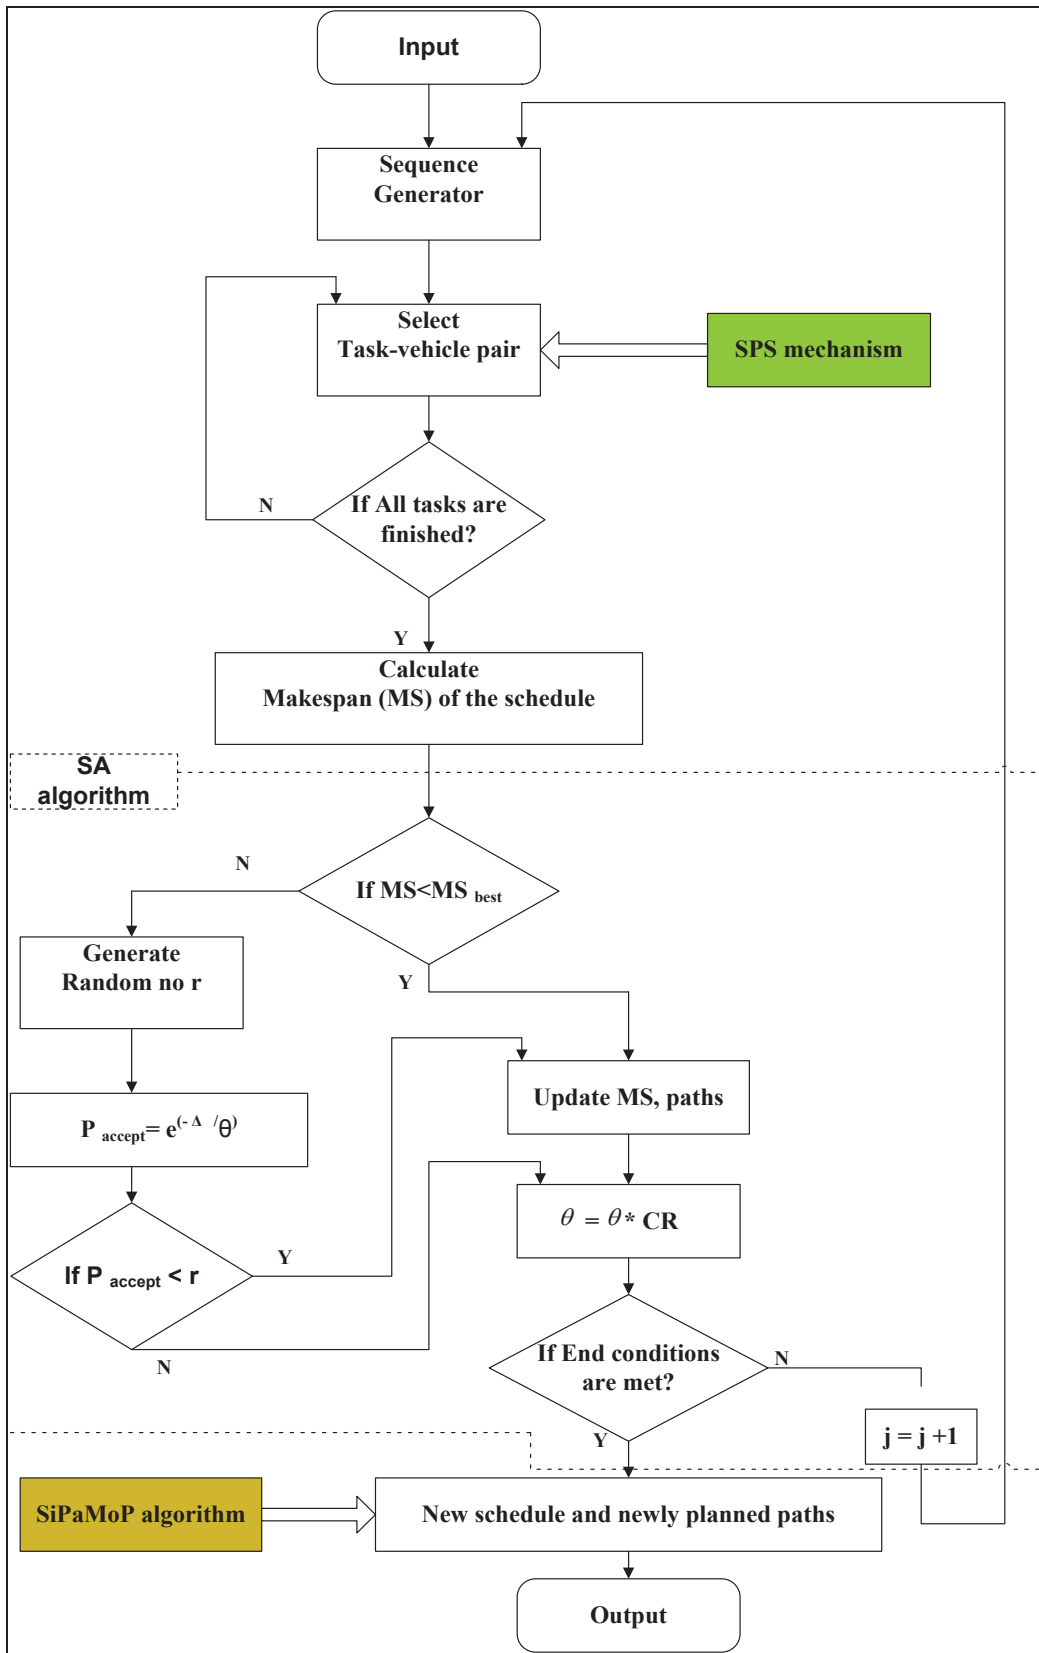 Input
Sequence
Generator
Select
Task-vehicle pair
SPS mechanism
If All tasks are
finished?
N
Y
Calculate
Makespan (MS) of the schedule
SA
algorithm
If MS<MS best
N
Y
Generate
Random no r
P accept= e(- Δ /θ)
Update MS, paths
θ = θ* CR
If P accept < r
Y
N
If End conditions
are met?
N
Y
j = j +1
SiPaMoP algorithm
New schedule and newly planned paths
Output